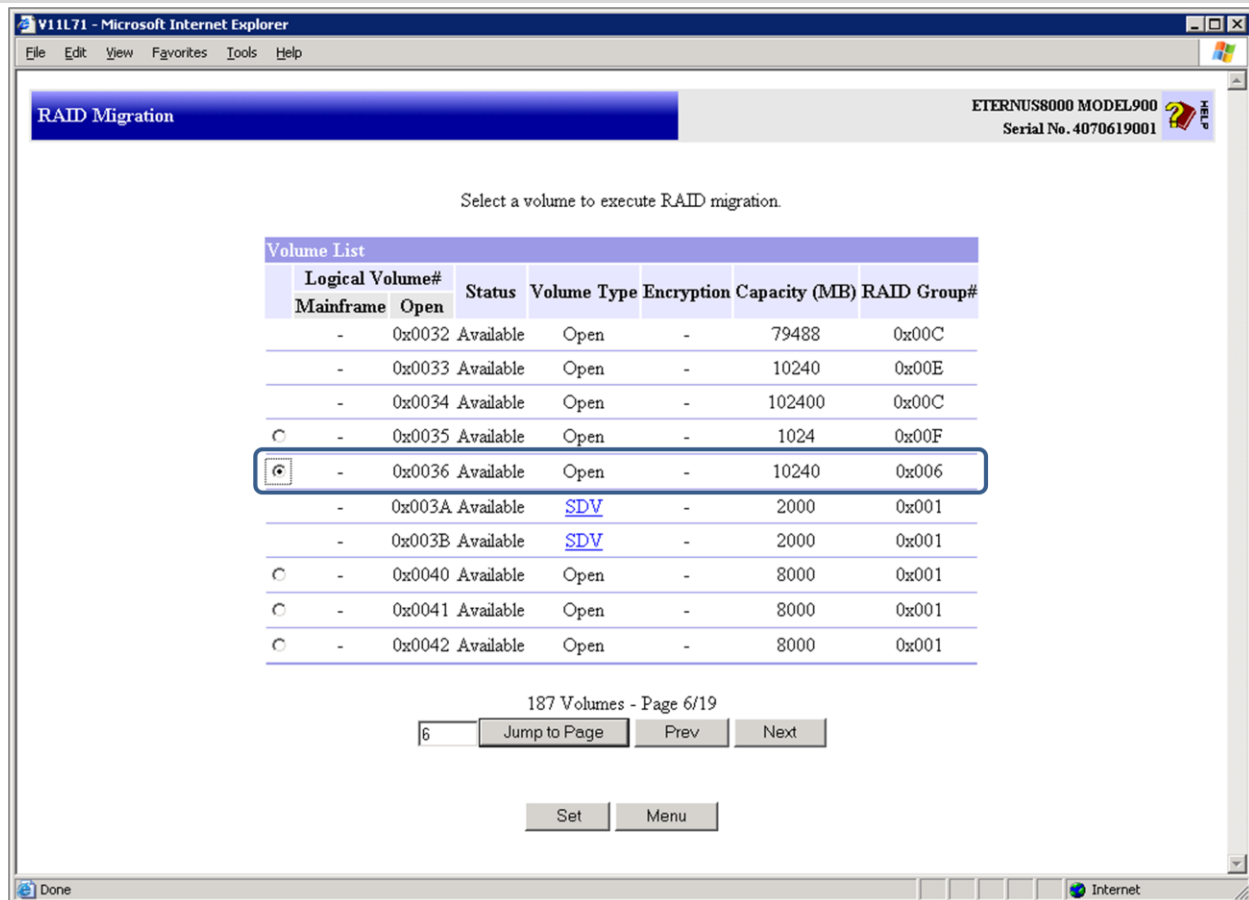 V11L71 - Microsoft Internet Explorer
File Edit View Favorites Tools Help
RAID Migration
ETERNUS8000 MODEL900
Serial No. 4070619001
HELP
Select a volume to execute RAID migration.
Volume List
Logical Volume# Status Volume Type Encryption Capacity (MB) RAID Group#
Mainframe Open
- 0x0032 Available Open - 79488 0x00C
- 0x0033 Available Open - 10240 0x00E
- 0x0034 Available Open - 102400 0x00C
- 0x0035 Available Open - 1024 0x00F
- 0x0036 Available Open - 10240 0x006
- 0x003A Available SDV - 2000 0x001
- 0x003B Available SDV - 2000 0x001
- 0x0040 Available Open - 8000 0x001
- 0x0041 Available Open - 8000 0x001
- 0x0042 Available Open - 8000 0x001
187 Volumes - Page 6/19
6 Jump to Page Prev Next
Set Menu
Done Internet